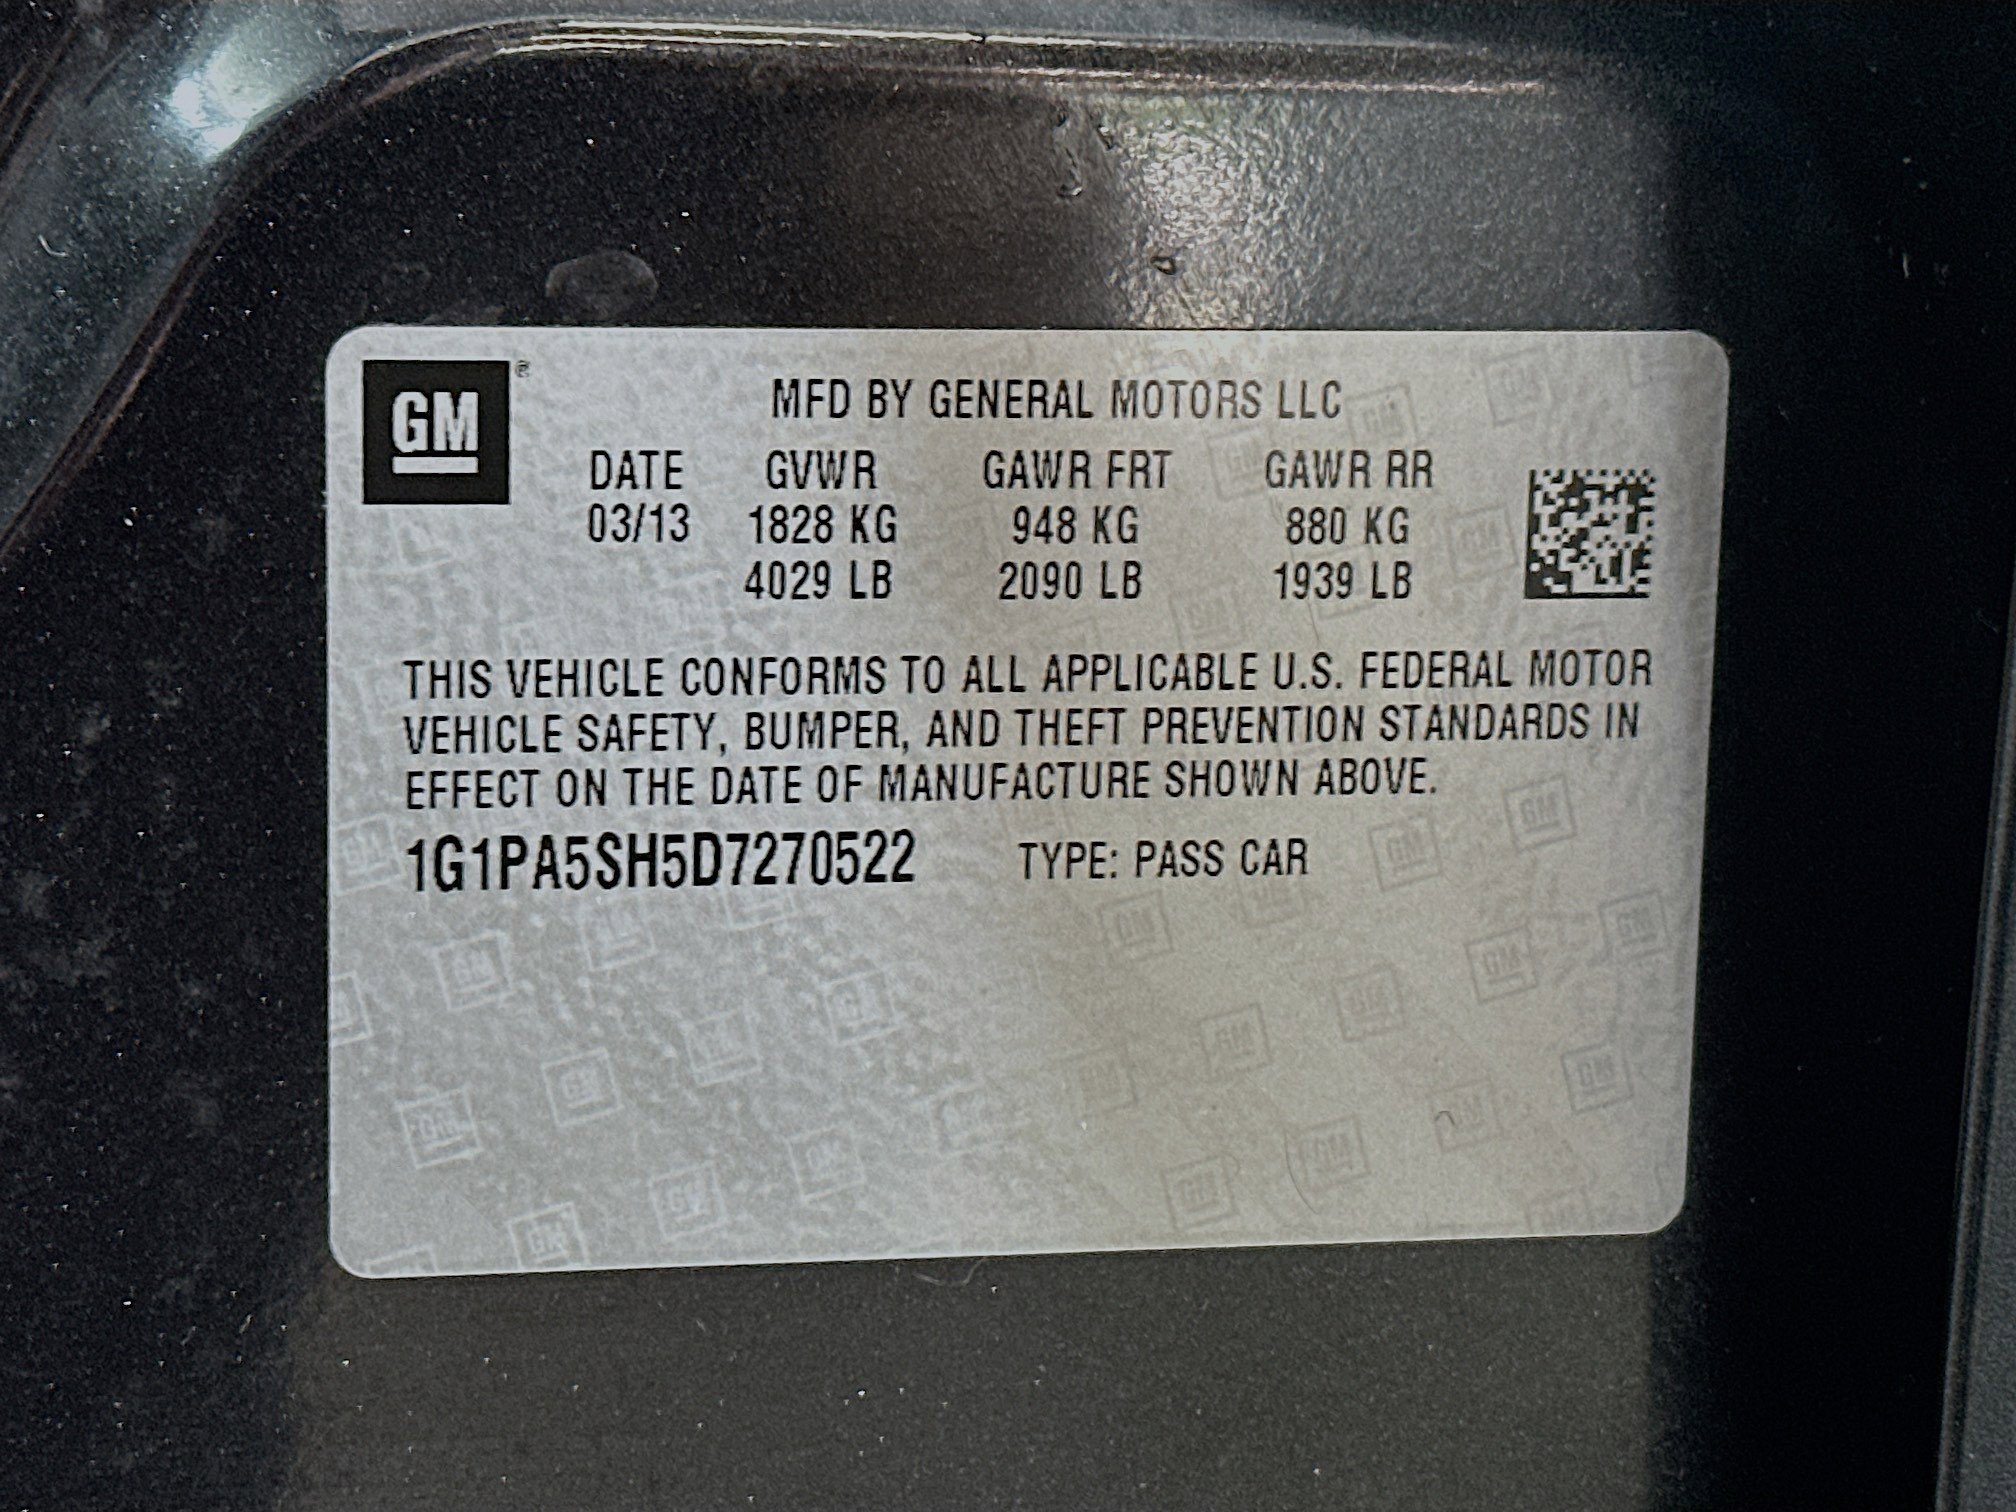 GM ®
MFD BY GENERAL MOTORS LLC
DATE GVWR GAWR FRT GAWR RR
03/13 1828 KG 948 KG 880 KG
4029 LB 2090 LB 1939 LB
THIS VEHICLE CONFORMS TO ALL APPLICABLE U.S. FEDERAL MOTOR
VEHICLE SAFETY, BUMPER, AND THEFT PREVENTION STANDARDS IN
EFFECT ON THE DATE OF MANUFACTURE SHOWN ABOVE.
1G1PA5SH5D7270522 TYPE: PASS CAR